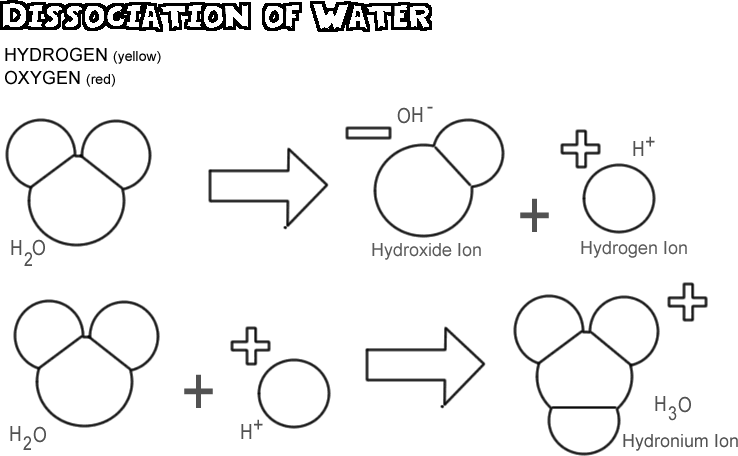 DISSOCIATION OF WATER
HYDROGEN (yellow)
OXYGEN (red)
OH⁻
H⁺
H₂O
+
Hydroxide Ion
Hydrogen Ion
H₂O
+
H⁺
H₃O
Hydronium Ion